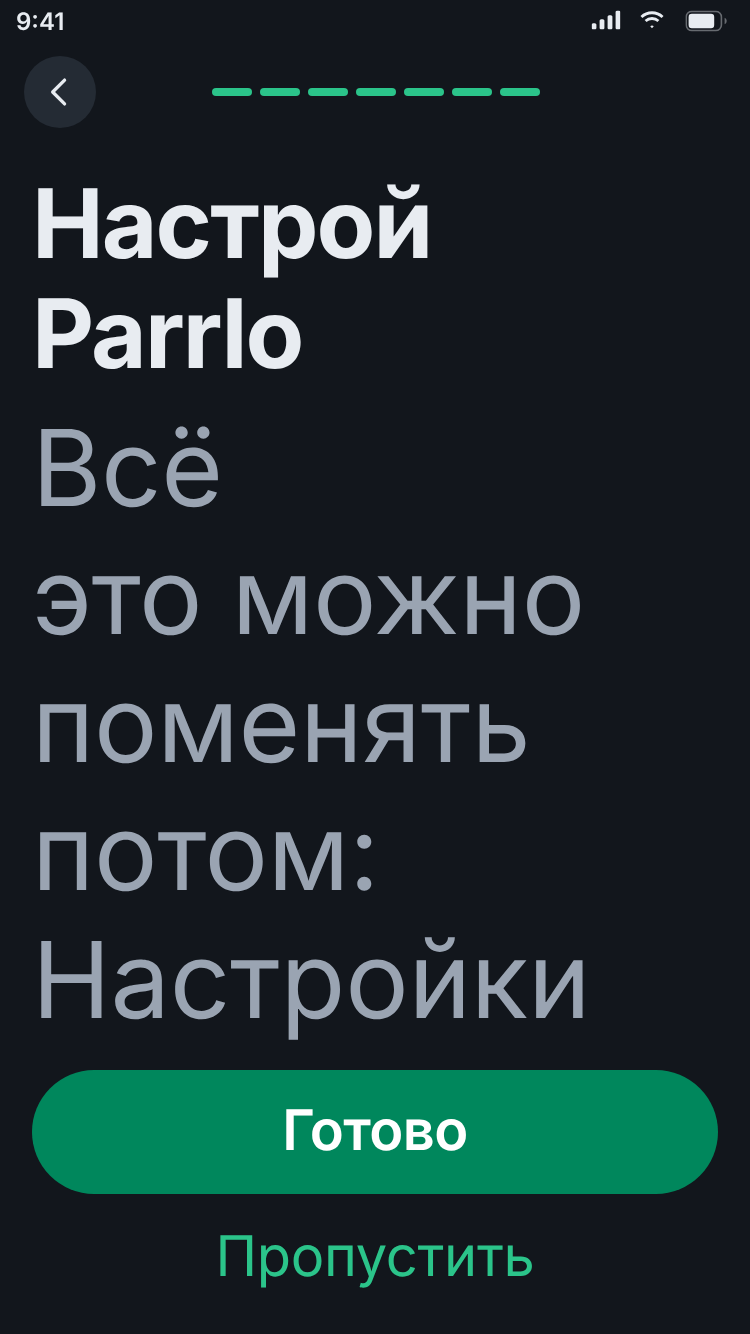 9:41
Настрой
Parrlo
Всё
это можно
поменять
потом:
Настройки
Готово
Пропустить